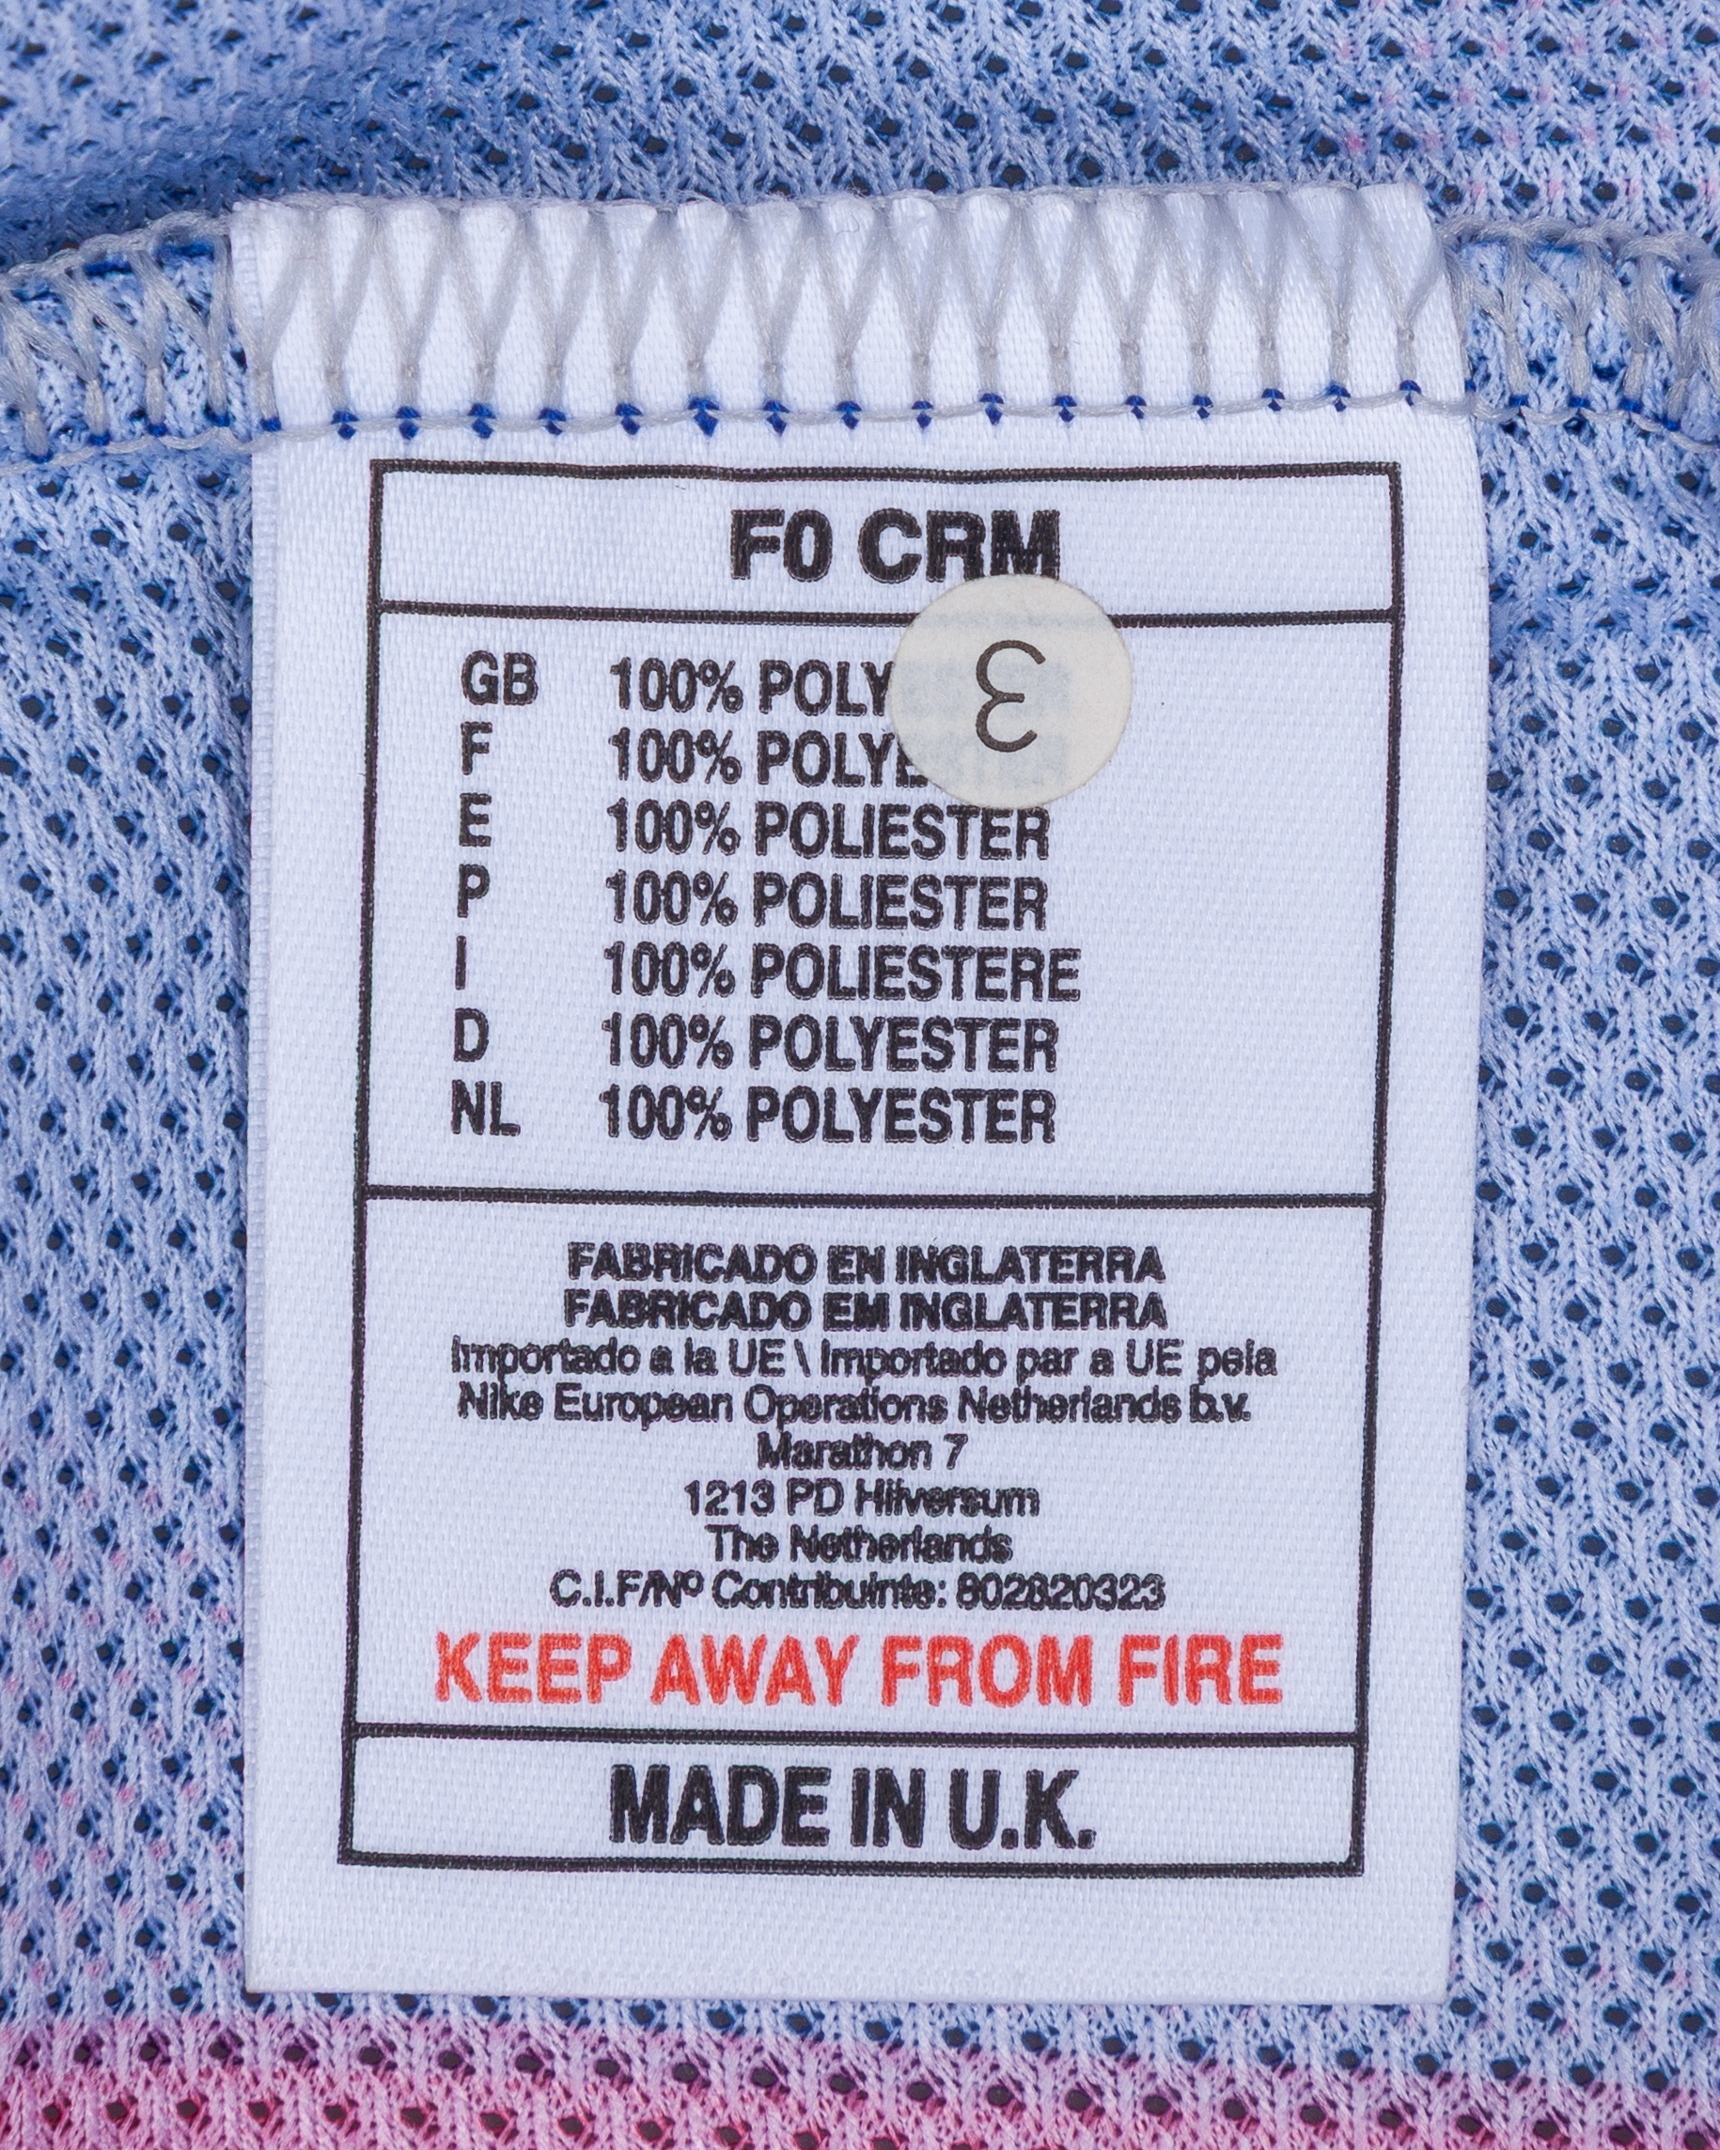 F0 CRM
GB 100% POLY
F 100% POLYE
3
E 100% POLIESTER
P 100% POLIESTER
I 100% POLIESTERE
D 100% POLYESTER
NL 100% POLYESTER
FABRICADO EN INGLATERRA
FABRICADO EM INGLATERRA
Importado a la UE \ Importado par a UE pela
Nike European Operations Netherlands b.v.
Marathon 7
1213 PD Hilversum
The Netherlands
C.I.F/Nº Contribuinte: 802820323
KEEP AWAY FROM FIRE
MADE IN U.K.